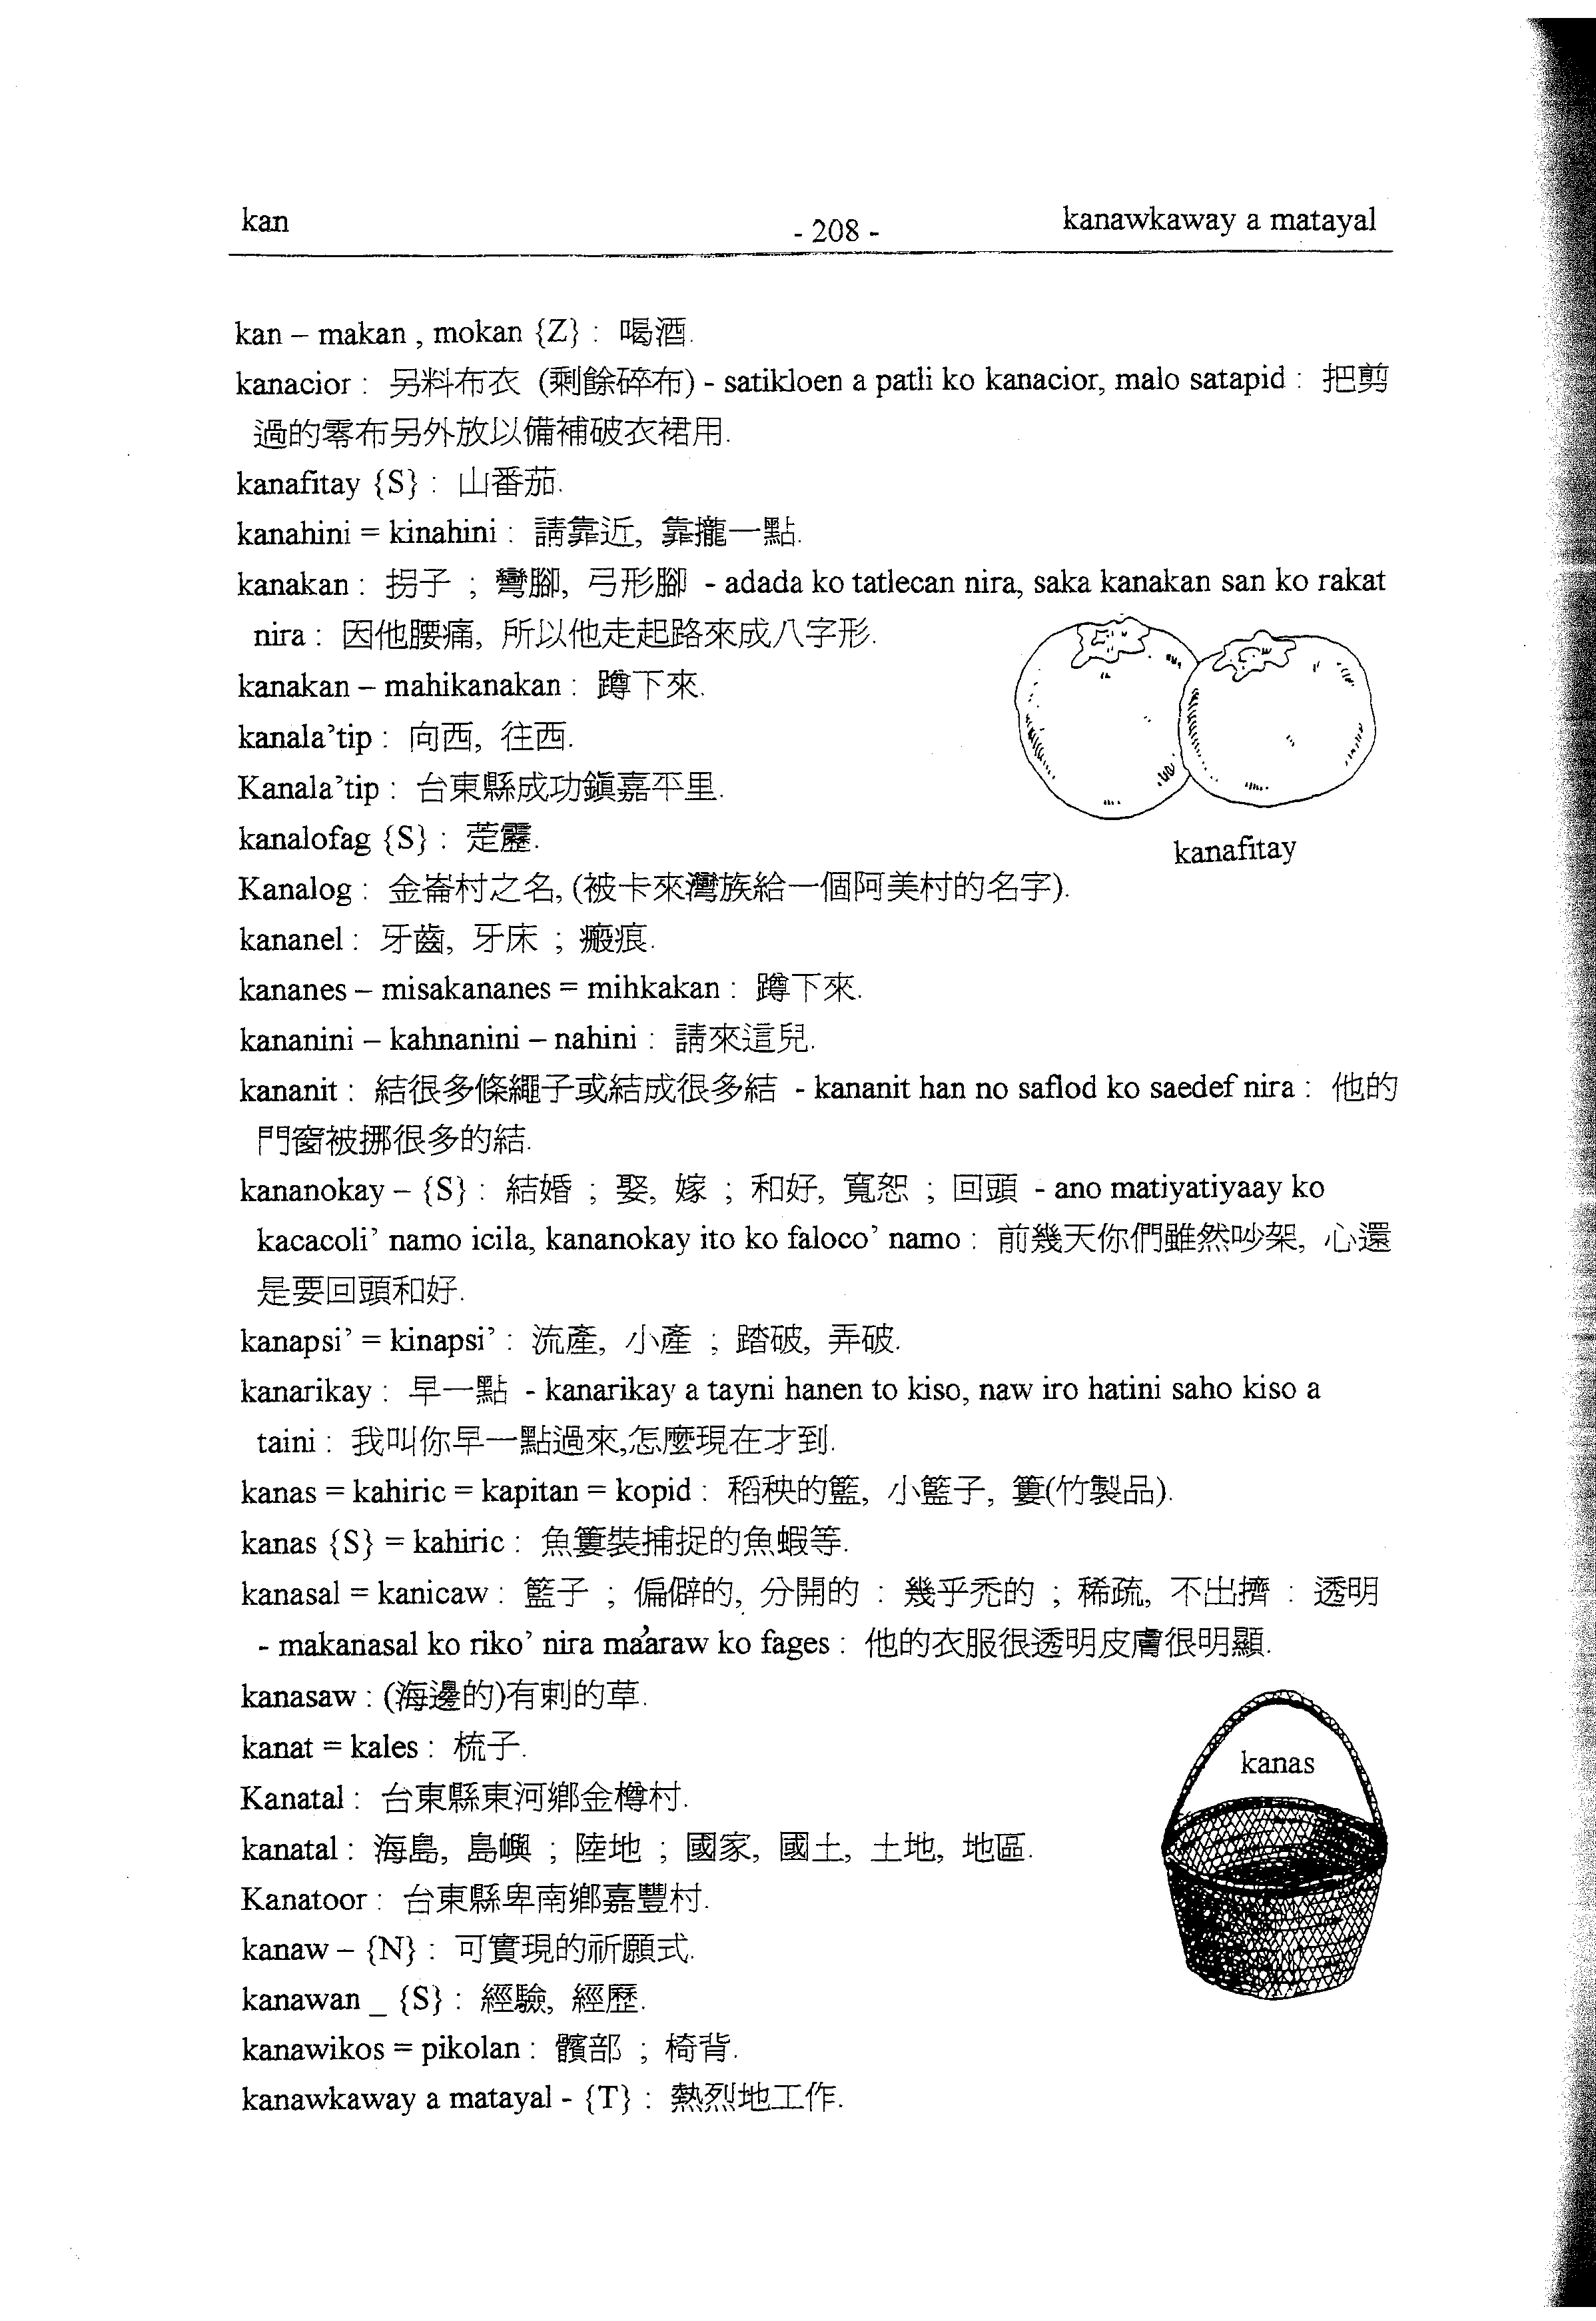 kan
- 208 -
kanawkaway a matayal
kan – makan , mokan {Z} : 喝酒.
kanacior : 另料布衣 (剩餘碎布) - satikloen a patli ko kanacior, malo satapid : 把剪
過的零布另外放以備補破衣裙用.
kanafitay {S} : 山番茄.
kanahini = kinahini : 請靠近, 靠攏一點.
kanakan : 拐子 ; 彎腳, 弓形腳 - adada ko tatlecan nira, saka kanakan san ko rakat
nira : 因他腰痛, 所以他走起路來成八字形.
kanakan – mahikanakan : 蹲下來.
kanala’tip : 向西, 往西.
Kanala’tip : 台東縣成功鎮嘉平里.
kanalofag {S} :
kanafitay
Kanalog : 金崙村之名, (被卡來灣族給一個阿美村的名字).
kananel : 牙齒, 牙床 ; 瘢痕.
kananes – misakananes = mihkakan : 蹲下來.
kananini – kahnanini – nahini : 請來這兒.
kananit : 結很多條繩子或結成很多結 - kananit han no saflod ko saedef nira : 他的
門窗被挪很多的結.
kananokay – {S} : 結婚 ; 娶, 嫁 ; 和好, 寬恕 ; 回頭 - ano matiyatiyaay ko
kacacoli’ namo icila, kananokay ito ko faloco’ namo : 前幾天你們雖然吵架, 心還
是要回頭和好.
kanapsi’ = kinapsi’ : 流產, 小產 ; 踏破, 弄破.
kanarikay : 早一點 - kanarikay a tayni hanen to kiso, naw iro hatini saho kiso a
taini : 我叫你早一點過來,怎麼現在才到.
kanas = kahiric = kapitan = kopid : 稻秧的籃, 小籃子, 簍(竹製品).
kanas {S} = kahiric : 魚簍裝捕捉的魚蝦等.
kanasal = kanicaw : 籃子 ; 偏僻的, 分開的 : 幾乎禿的 ; 稀疏, 不出擠 : 透明
- makanasal ko riko’ nira ma’araw ko fages : 他的衣服很透明皮膚很明顯.
kanasaw : (海邊的)有刺的草.
kanat = kales : 梳子.
kanas
Kanatal : 台東縣東河鄉金樽村.
kanatal : 海島, 島嶼 ; 陸地 ; 國家, 國土, 土地, 地區.
Kanatoor : 台東縣卑南鄉嘉豐村.
kanaw – {N} : 可實現的祈願式.
kanawan _ {S} : 經驗, 經歷.
kanawikos = pikolan : 髖部 ; 椅背.
kanawkaway a matayal - {T} : 熱烈地工作.